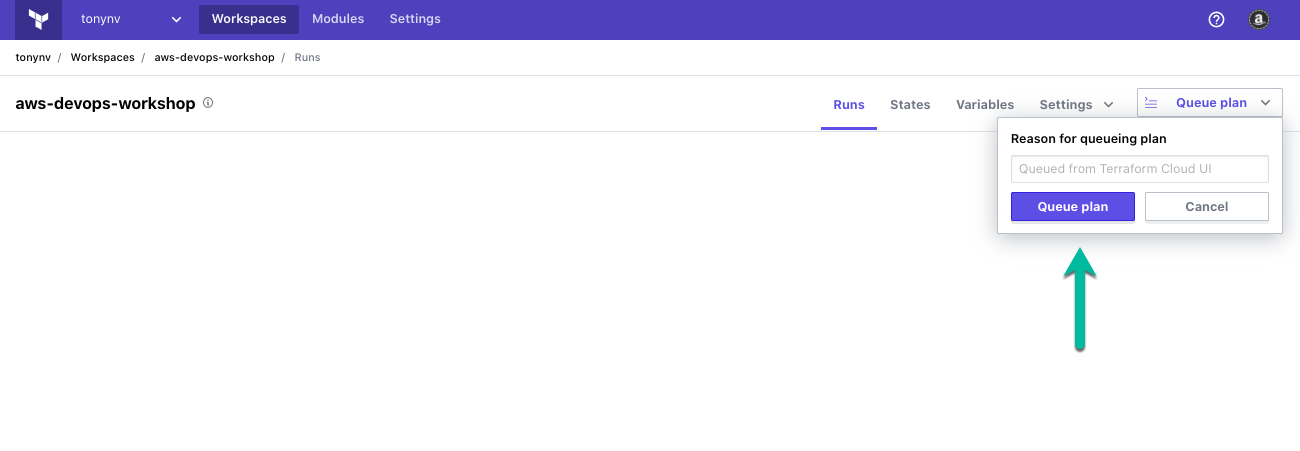 tonynv Workspaces Modules Settings
tonynv / Workspaces / aws-devops-workshop / Runs
aws-devops-workshop Runs States Variables Settings Queue plan
Reason for queueing plan
Queued from Terraform Cloud UI
Queue plan Cancel